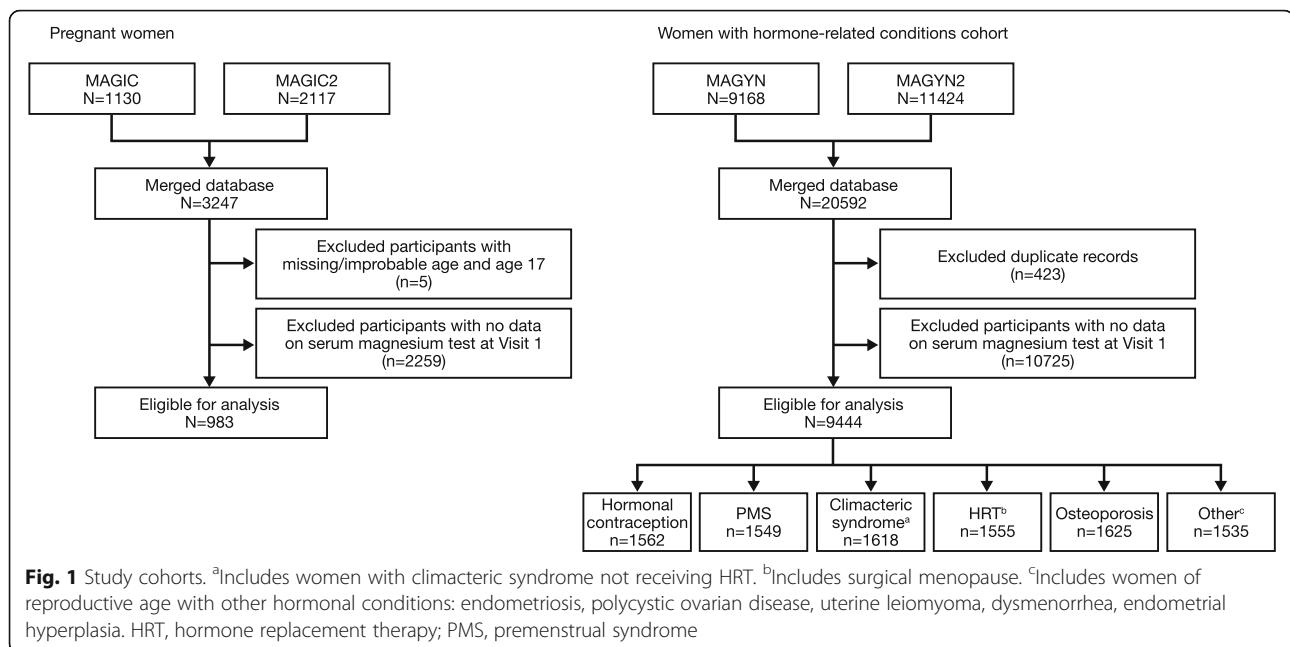 Pregnant women
MAGIC
N=1130
MAGIC2
N=2117
Merged database
N=3247
Excluded participants with
missing/improbable age and age 17
(n=5)
Excluded participants with no data
on serum magnesium test at Visit 1
(n=2259)
Eligible for analysis
N=983
Women with hormone-related conditions cohort
MAGYN
N=9168
MAGYN2
N=11424
Merged database
N=20592
Excluded duplicate records
(n=423)
Excluded participants with no data
on serum magnesium test at Visit 1
(n=10725)
Eligible for analysis
N=9444
Hormonal
contraception
n=1562
PMS
n=1549
Climacteric
syndromeᵃ
n=1618
HRTᵇ
n=1555
Osteoporosis
n=1625
Otherᶜ
n=1535
Fig. 1 Study cohorts. ᵃIncludes women with climacteric syndrome not receiving HRT. ᵇIncludes surgical menopause. ᶜIncludes women of
reproductive age with other hormonal conditions: endometriosis, polycystic ovarian disease, uterine leiomyoma, dysmenorrhea, endometrial
hyperplasia. HRT, hormone replacement therapy; PMS, premenstrual syndrome